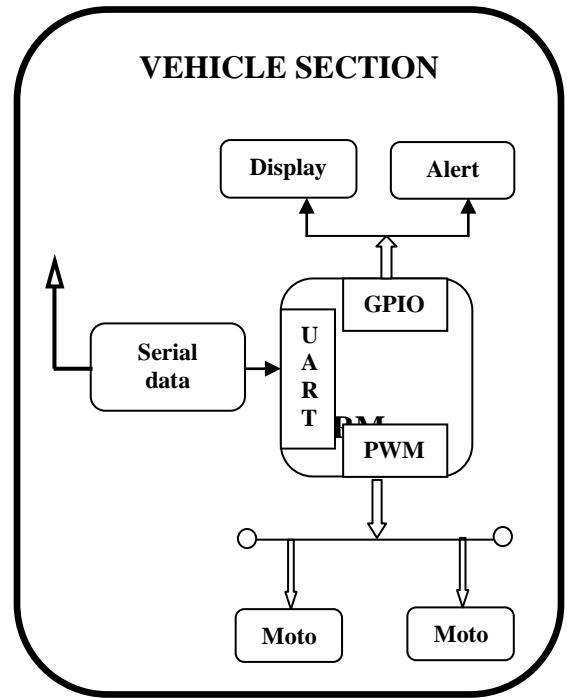 VEHICLE SECTION
Display
Alert
GPIO
Serial
data
U
A
R
T
PWM
Moto
Moto